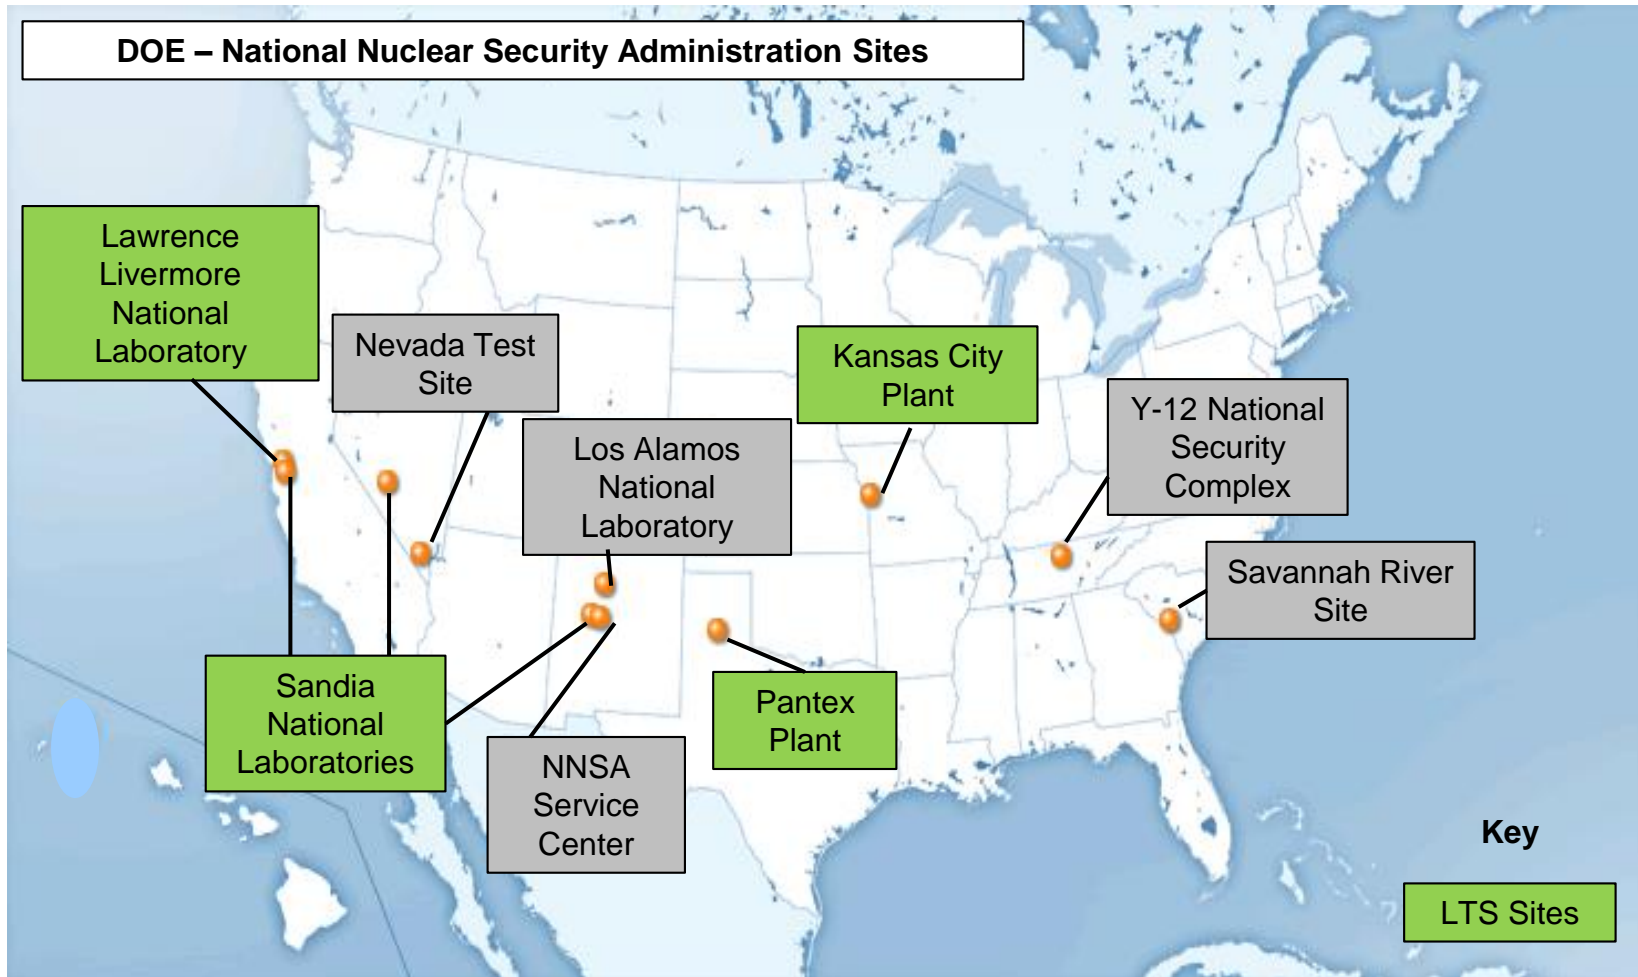 DOE – National Nuclear Security Administration Sites
Lawrence
Livermore
National
Laboratory
Nevada Test
Site
Los Alamos
National
Laboratory
Kansas City
Plant
Y-12 National
Security
Complex
Savannah River
Site
Sandia
National
Laboratories
NNSA
Service
Center
Pantex
Plant
Key
LTS Sites